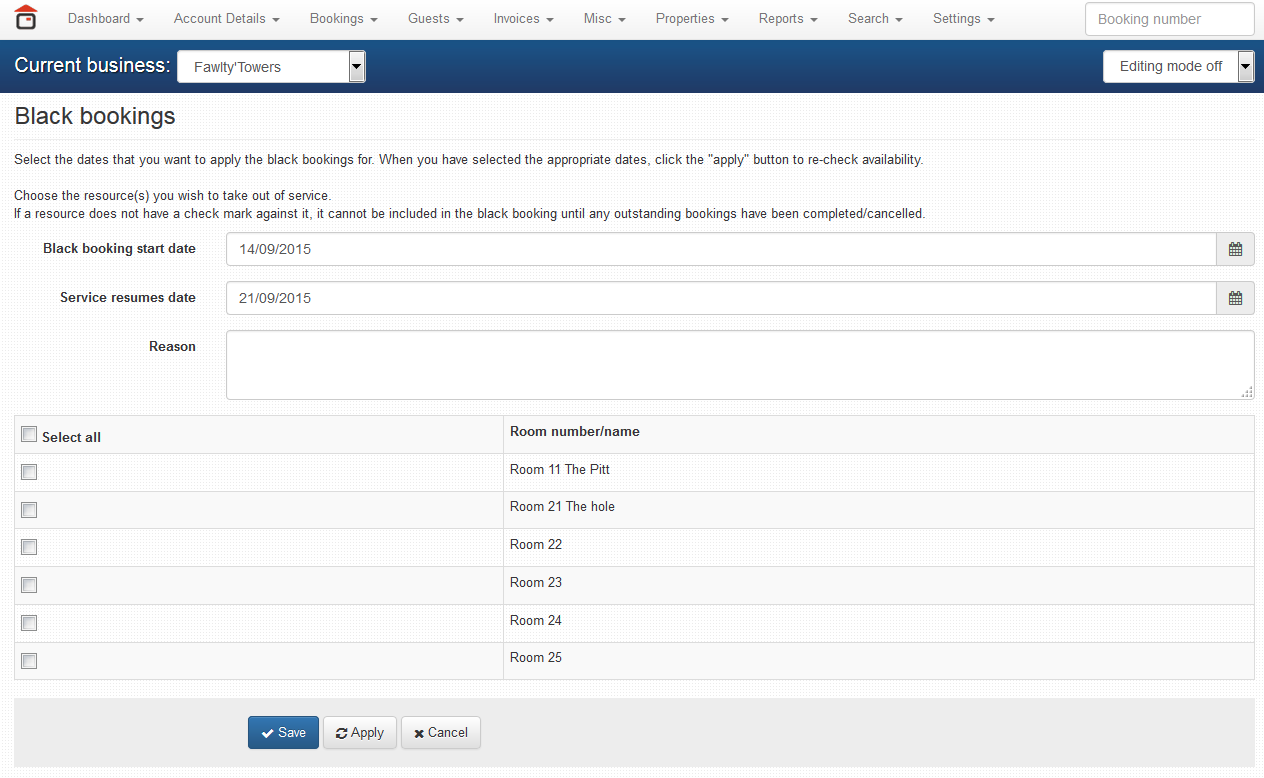 Dashboard Account Details Bookings Guests Invoices Misc Properties Reports Search Settings Booking number
Current business: Fawlty'Towers Editing mode off
Black bookings
Select the dates that you want to apply the black bookings for. When you have selected the appropriate dates, click the "apply" button to re-check availability.
Choose the resource(s) you wish to take out of service.
If a resource does not have a check mark against it, it cannot be included in the black booking until any outstanding bookings have been completed/cancelled.
Black booking start date 14/09/2015
Service resumes date 21/09/2015
Reason
Select all Room number/name
Room 11 The Pitt
Room 21 The hole
Room 22
Room 23
Room 24
Room 25
Save Apply Cancel